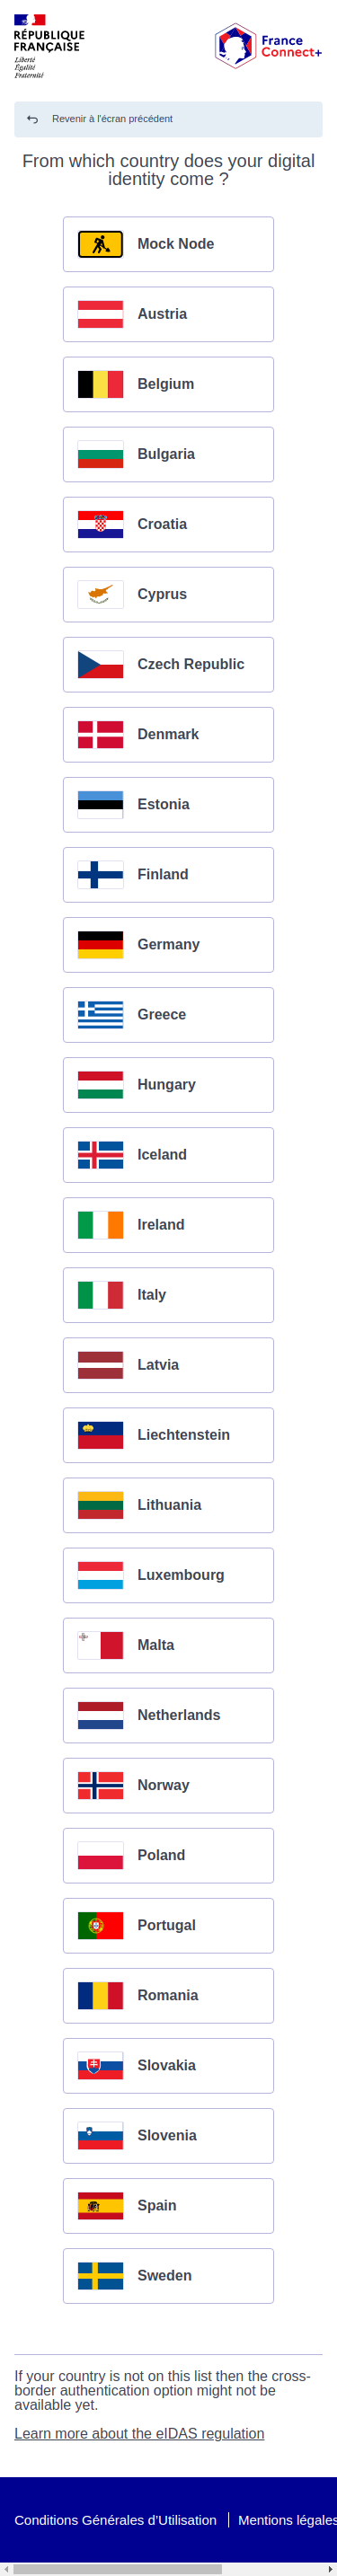 RÉPUBLIQUE
FRANÇAISE
Liberté
Égalité
Fraternité
France
Connect+
Revenir à l'écran précédent
From which country does your digital
identity come ?
Mock Node
Austria
Belgium
Bulgaria
Croatia
Cyprus
Czech Republic
Denmark
Estonia
Finland
Germany
Greece
Hungary
Iceland
Ireland
Italy
Latvia
Liechtenstein
Lithuania
Luxembourg
Malta
Netherlands
Norway
Poland
Portugal
Romania
Slovakia
Slovenia
Spain
Sweden
If your country is not on this list then the cross-
border authentication option might not be
available yet.
Learn more about the eIDAS regulation
Conditions Générales d'Utilisation
Mentions légales